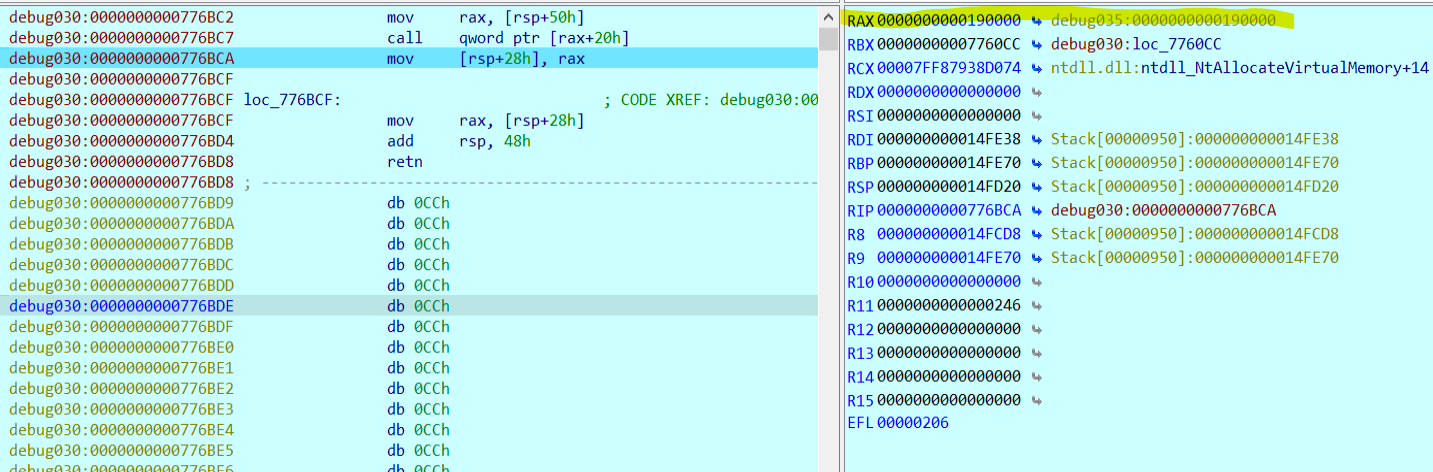 debug030:0000000000776BC2 mov rax, [rsp+50h]
debug030:0000000000776BC7 call qword ptr [rax+20h]
debug030:0000000000776BCA mov [rsp+28h], rax
debug030:0000000000776BCF
debug030:0000000000776BCF loc_776BCF: ; CODE XREF: debug030:00
debug030:0000000000776BCF mov rax, [rsp+28h]
debug030:0000000000776BD4 add rsp, 48h
debug030:0000000000776BD8 retn
debug030:0000000000776BD8 ; ---------------------------------------------------------
debug030:0000000000776BD9 db 0CCh
debug030:0000000000776BDA db 0CCh
debug030:0000000000776BDB db 0CCh
debug030:0000000000776BDC db 0CCh
debug030:0000000000776BDD db 0CCh
debug030:0000000000776BDE db 0CCh
debug030:0000000000776BDF db 0CCh
debug030:0000000000776BE0 db 0CCh
debug030:0000000000776BE1 db 0CCh
debug030:0000000000776BE2 db 0CCh
debug030:0000000000776BE3 db 0CCh
debug030:0000000000776BE4 db 0CCh
debug030:0000000000776BE5 db 0CCh
debug030:0000000000776BE6 db 0CCh
RAX 0000000000190000 debug035:0000000000190000
RBX 00000000007760CC debug030:loc_7760CC
RCX 00007FF87938D074 ntdll.dll:ntdll_NtAllocateVirtualMemory+14
RDX 0000000000000000
RSI 0000000000000000
RDI 000000000014FE38 Stack[00000950]:000000000014FE38
RBP 000000000014FE70 Stack[00000950]:000000000014FE70
RSP 000000000014FD20 Stack[00000950]:000000000014FD20
RIP 0000000000776BCA debug030:0000000000776BCA
R8 000000000014FCD8 Stack[00000950]:000000000014FCD8
R9 000000000014FE70 Stack[00000950]:000000000014FE70
R10 0000000000000000
R11 0000000000000246
R12 0000000000000000
R13 0000000000000000
R14 0000000000000000
R15 0000000000000000
EFL 00000206